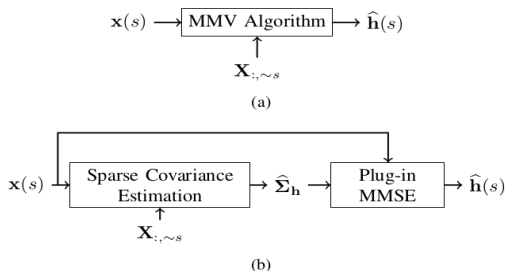 x(s) MMV Algorithm ĥ(s)
X:,∼s
(a)
x(s) Sparse Covariance Estimation Σ̂h Plug-in MMSE ĥ(s)
X:,∼s
(b)